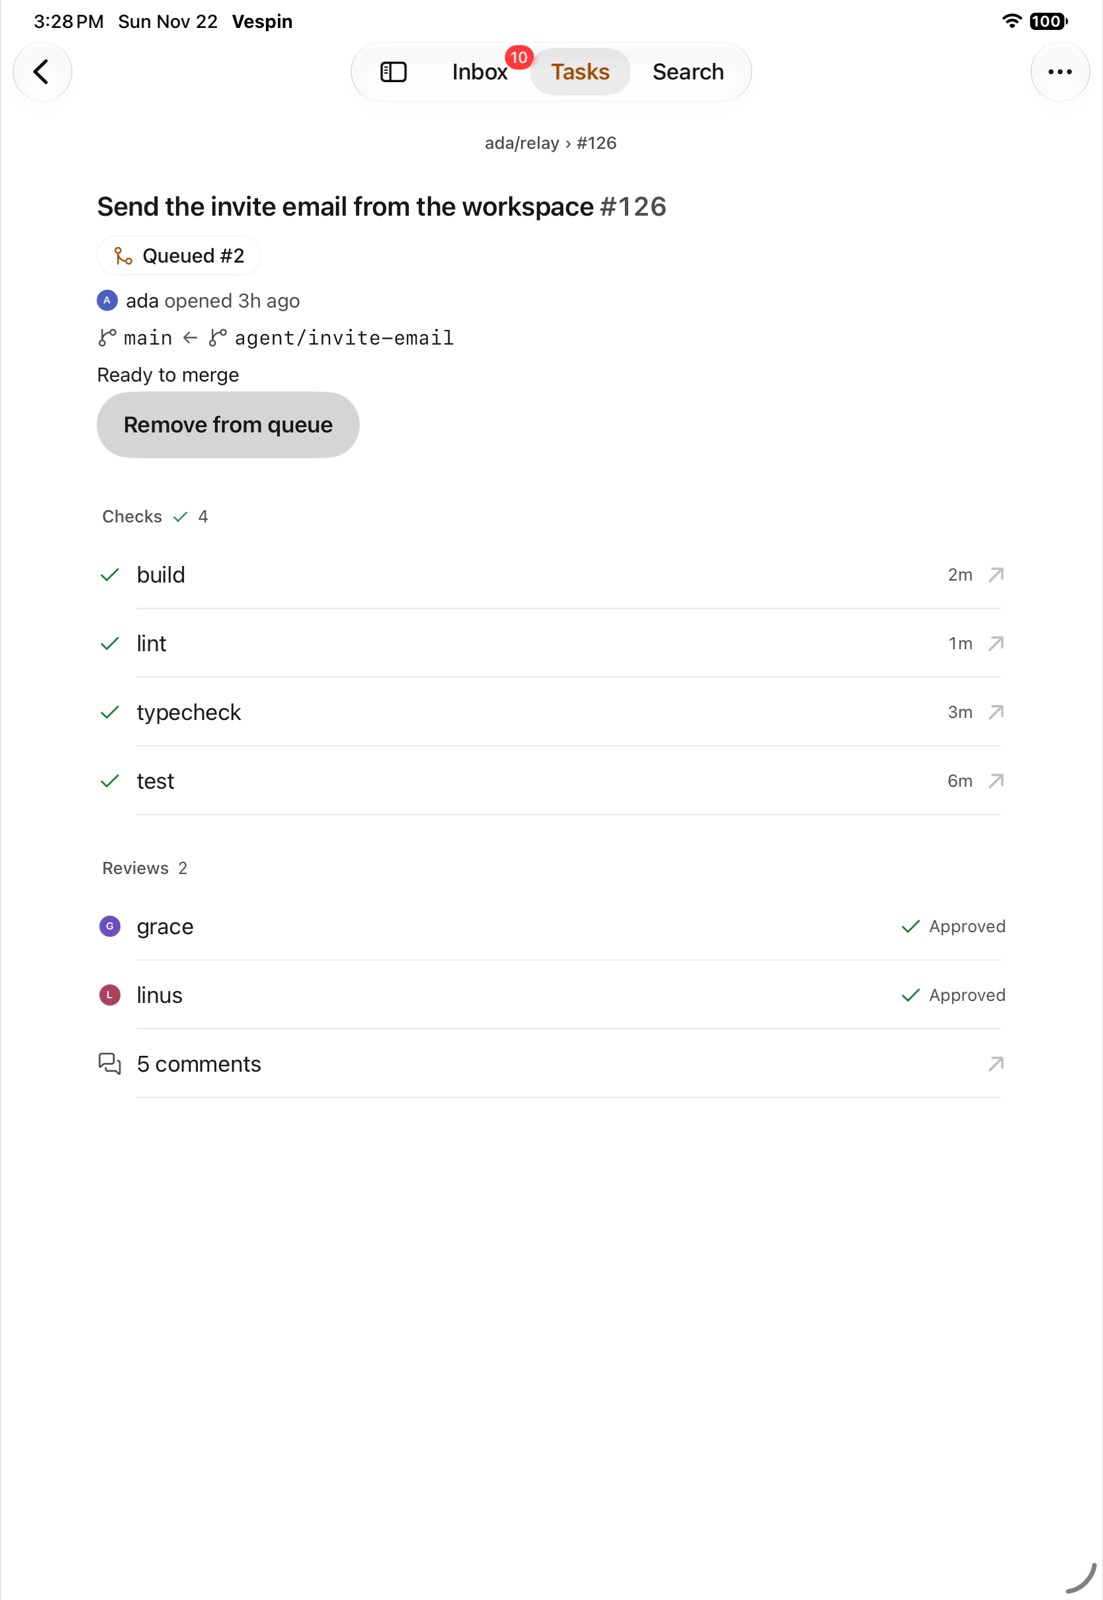 3:28 PM Sun Nov 22 Vespin
100
Inbox 10 Tasks Search
ada/relay › #126
Send the invite email from the workspace #126
Queued #2
A ada opened 3h ago
main ← agent/invite-email
Ready to merge
Remove from queue
Checks 4
build 2m
lint 1m
typecheck 3m
test 6m
Reviews 2
G grace Approved
L linus Approved
5 comments